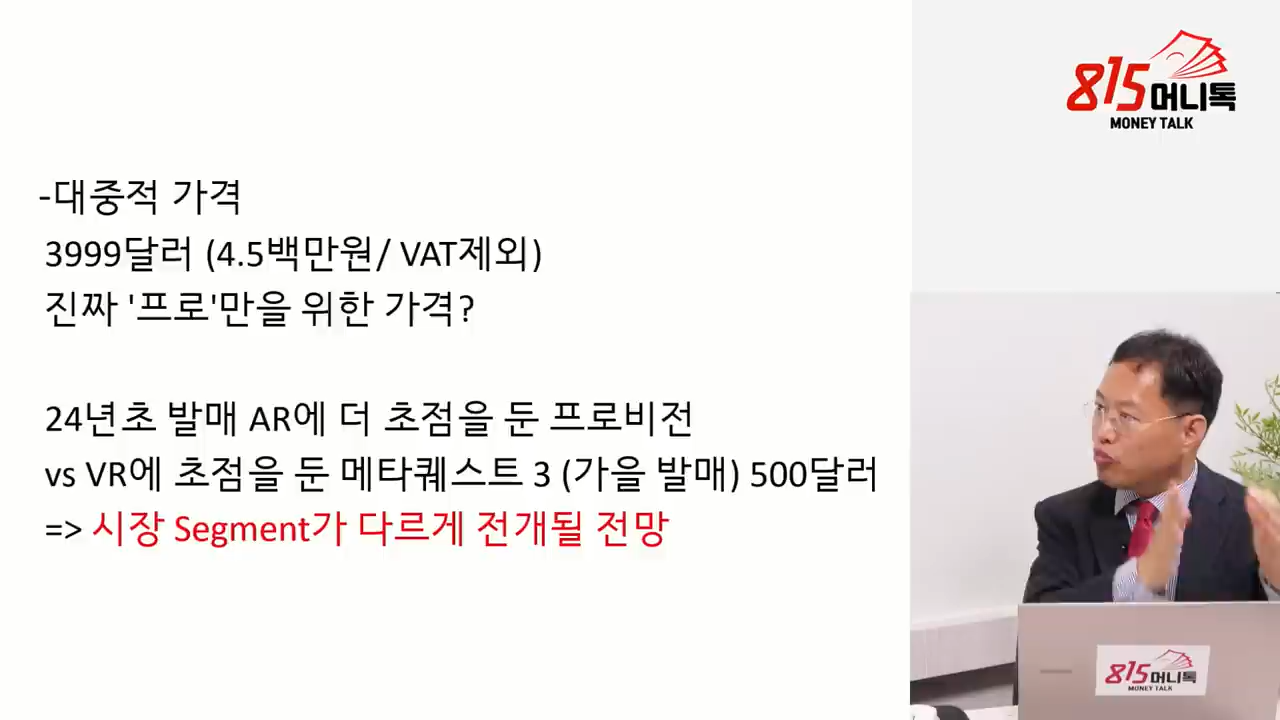 815머니톡
MONEY TALK
-대중적 가격
3999달러 (4.5백만원/ VAT제외)
진짜 '프로'만을 위한 가격?
24년초 발매 AR에 더 초점을 둔 프로비전
vs VR에 초점을 둔 메타퀘스트 3 (가을 발매) 500달러
=> 시장 Segment가 다르게 전개될 전망
815머니톡
MONEY TALK